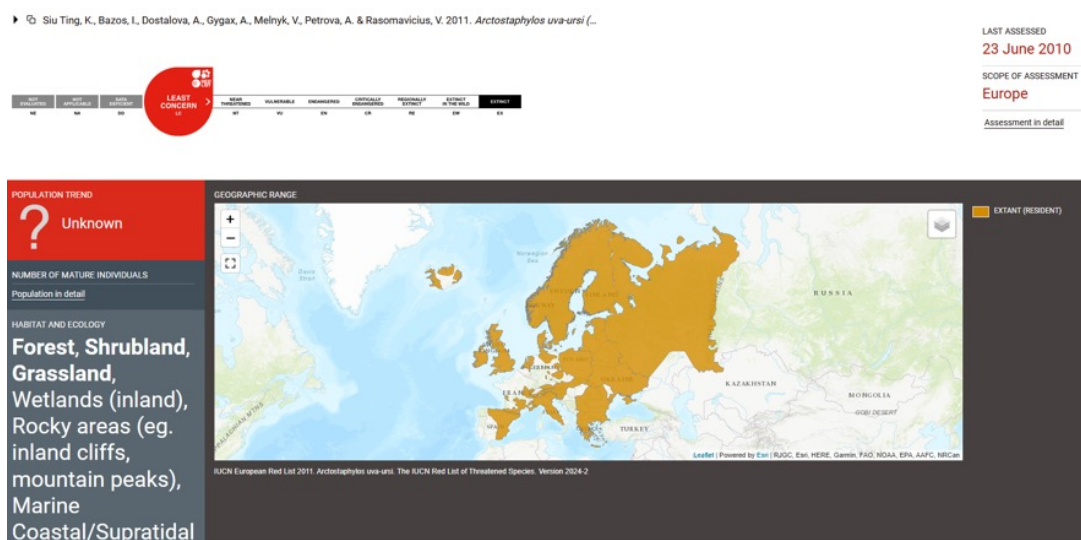 Siu Ting, K., Bazos, I., Dostalova, A., Gygax, A., Melnyk, V., Petrova, A. & Rasomavicius, V. 2011. Arctostaphylos uva-ursi (...
LAST ASSESSED
23 June 2010
SCOPE OF ASSESSMENT
Europe
Assessment in detail
NOT EVALUATED
NE
NOT APPLICABLE
NA
DATA DEFICIENT
DD
LEAST CONCERN
LC
NEAR THREATENED
NT
VULNERABLE
VU
ENDANGERED
EN
CRITICALLY ENDANGERED
CR
REGIONALLY EXTINCT
RE
EXTINCT IN THE WILD
EW
EXTINCT
EX
POPULATION TREND
? Unknown
NUMBER OF MATURE INDIVIDUALS
Population in detail
HABITAT AND ECOLOGY
Forest, Shrubland,
Grassland,
Wetlands (inland),
Rocky areas (eg.
inland cliffs,
mountain peaks),
Marine
Coastal/Supratidal
GEOGRAPHIC RANGE
+
−
Davis
Strait
Norwegian
Sea
RUSSIA
KAZAKHSTAN
MONGOLIA
GOBI DESERT
UKRAINE
TURKEY
Leaflet | Powered by Esri | RJGC, Esri, HERE, Garmin, FAO, NOAA, EPA, AAFC, NRCan
EXTANT (RESIDENT)
IUCN European Red List 2011. Arctostaphylos uva-ursi. The IUCN Red List of Threatened Species. Version 2024-2